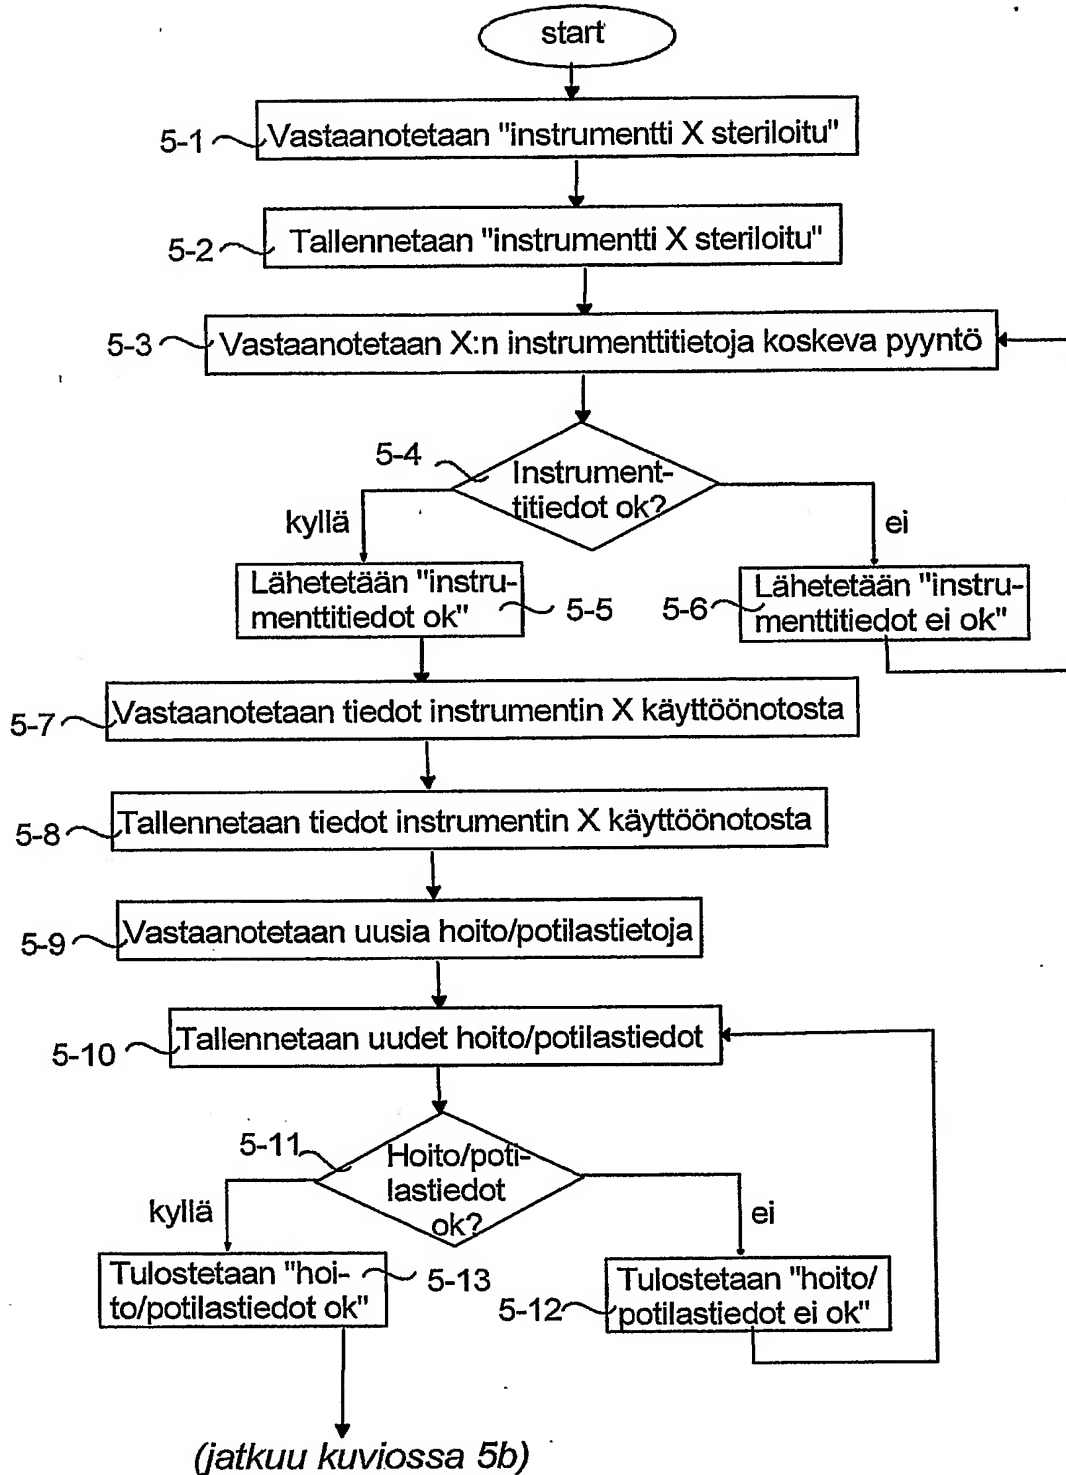 start
5-1
Vastaanotetaan "instrumentti X steriloitu"
5-2
Tallennetaan "instrumentti X steriloitu"
5-3
Vastaanotetaan X:n instrumenttitietoja koskeva pyyntö
5-4
Instrument-
titiedot ok?
kyllä
ei
Lähetetään "instru-
menttitiedot ok"
5-5
5-6
Lähetetään "instru-
menttitiedot ei ok"
5-7
Vastaanotetaan tiedot instrumentin X käyttöönotosta
5-8
Tallennetaan tiedot instrumentin X käyttöönotosta
5-9
Vastaanotetaan uusia hoito/potilastietoja
5-10
Tallennetaan uudet hoito/potilastiedot
5-11
Hoito/poti-
lastiedot
ok?
kyllä
ei
Tulostetaan "hoi-
to/potilastiedot ok"
5-13
5-12
Tulostetaan "hoito/
potilastiedot ei ok"
(jatkuu kuviossa 5b)